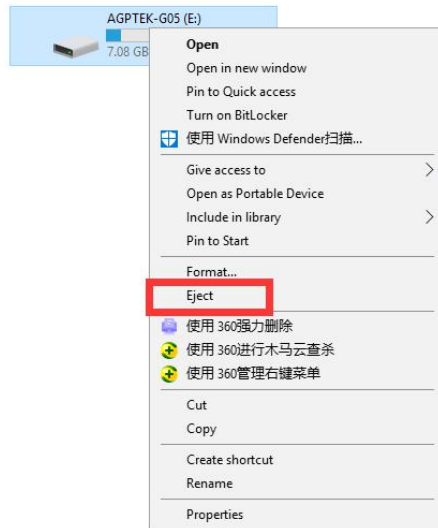 AGPTEK-G05 (E:)
7.08 GB
Open
Open in new window
Pin to Quick access
Turn on BitLocker
使用 Windows Defender扫描...
Give access to
Open as Portable Device
Include in library
Pin to Start
Format...
Eject
使用 360强力删除
使用 360进行木马云查杀
使用 360管理右键菜单
Cut
Copy
Create shortcut
Rename
Properties